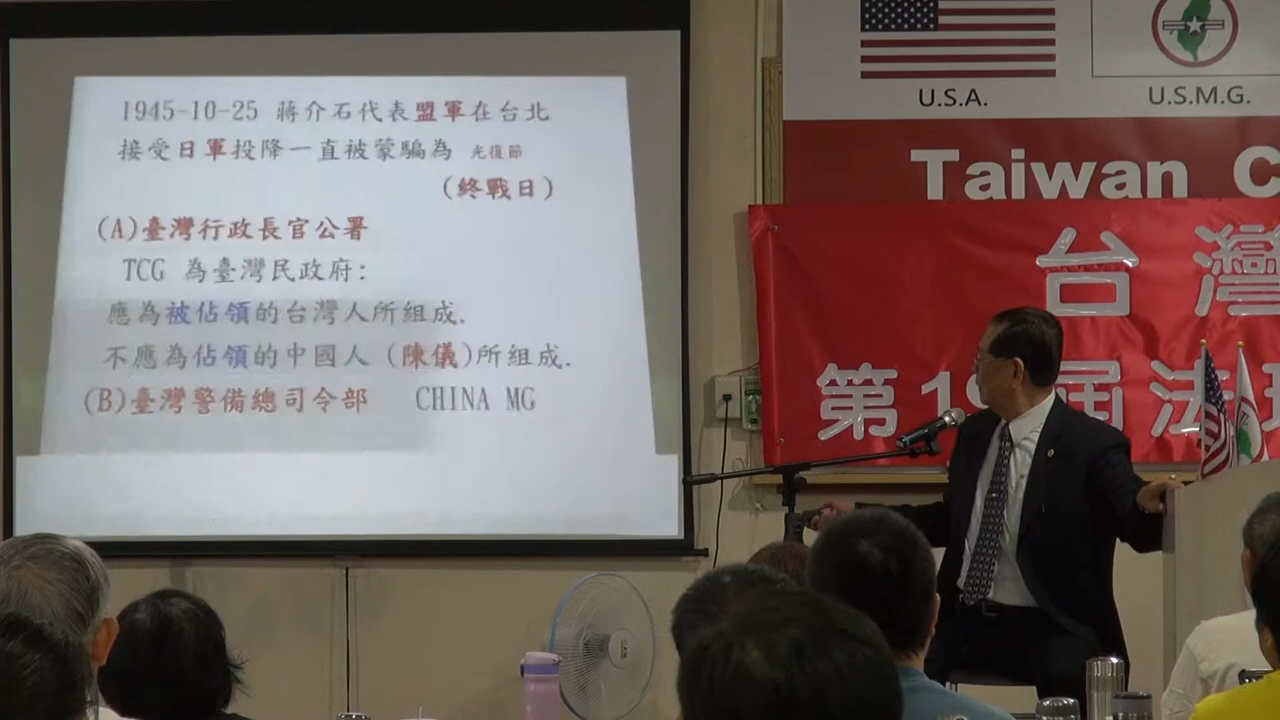 1945-10-25 蔣介石代表盟軍在台北
接受日軍投降一直被蒙騙為 光復節
(終戰日)
(A)臺灣行政長官公署
TCG 為臺灣民政府:
應為被佔領的台灣人所組成.
不應為佔領的中國人 (陳儀)所組成.
(B)臺灣警備總司令部 CHINA MG
U.S.A.
U.S.M.G.
Taiwan C
台灣
第19屆法理